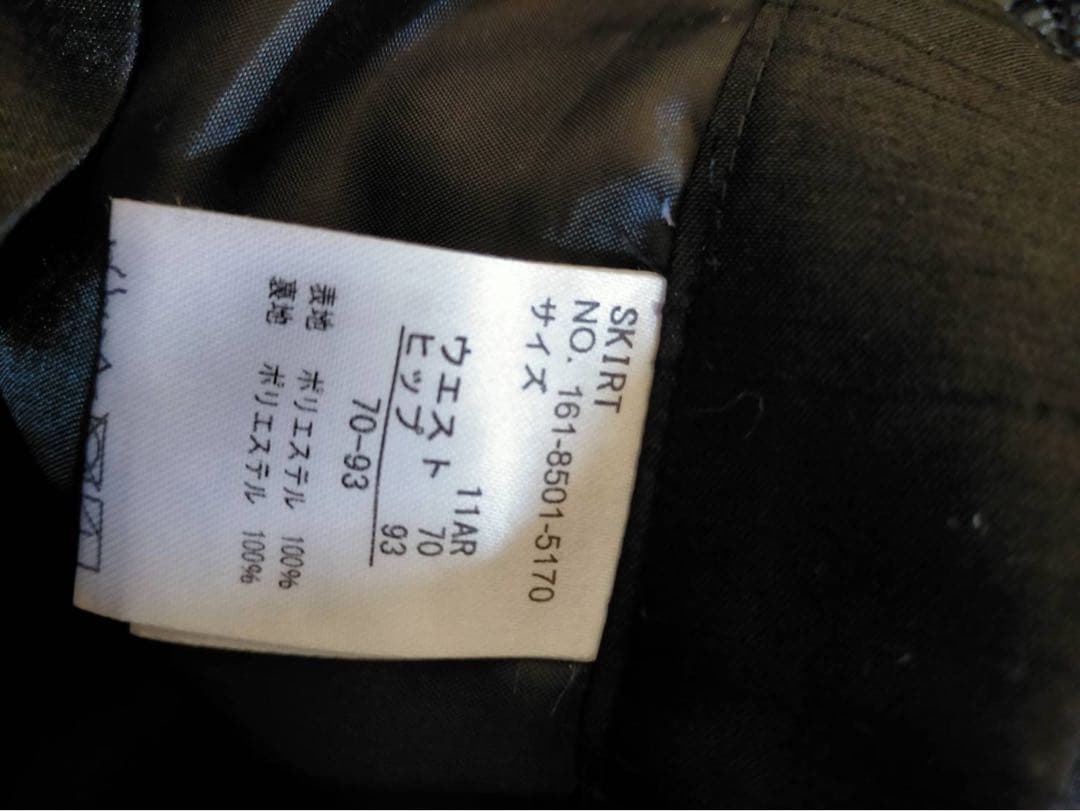 SKIRT
NO. 161-8501-5170
サイズ
11AR
ウエスト 70
ヒップ 93
70-93
表地 ポリエステル 100%
裏地 ポリエステル 100%